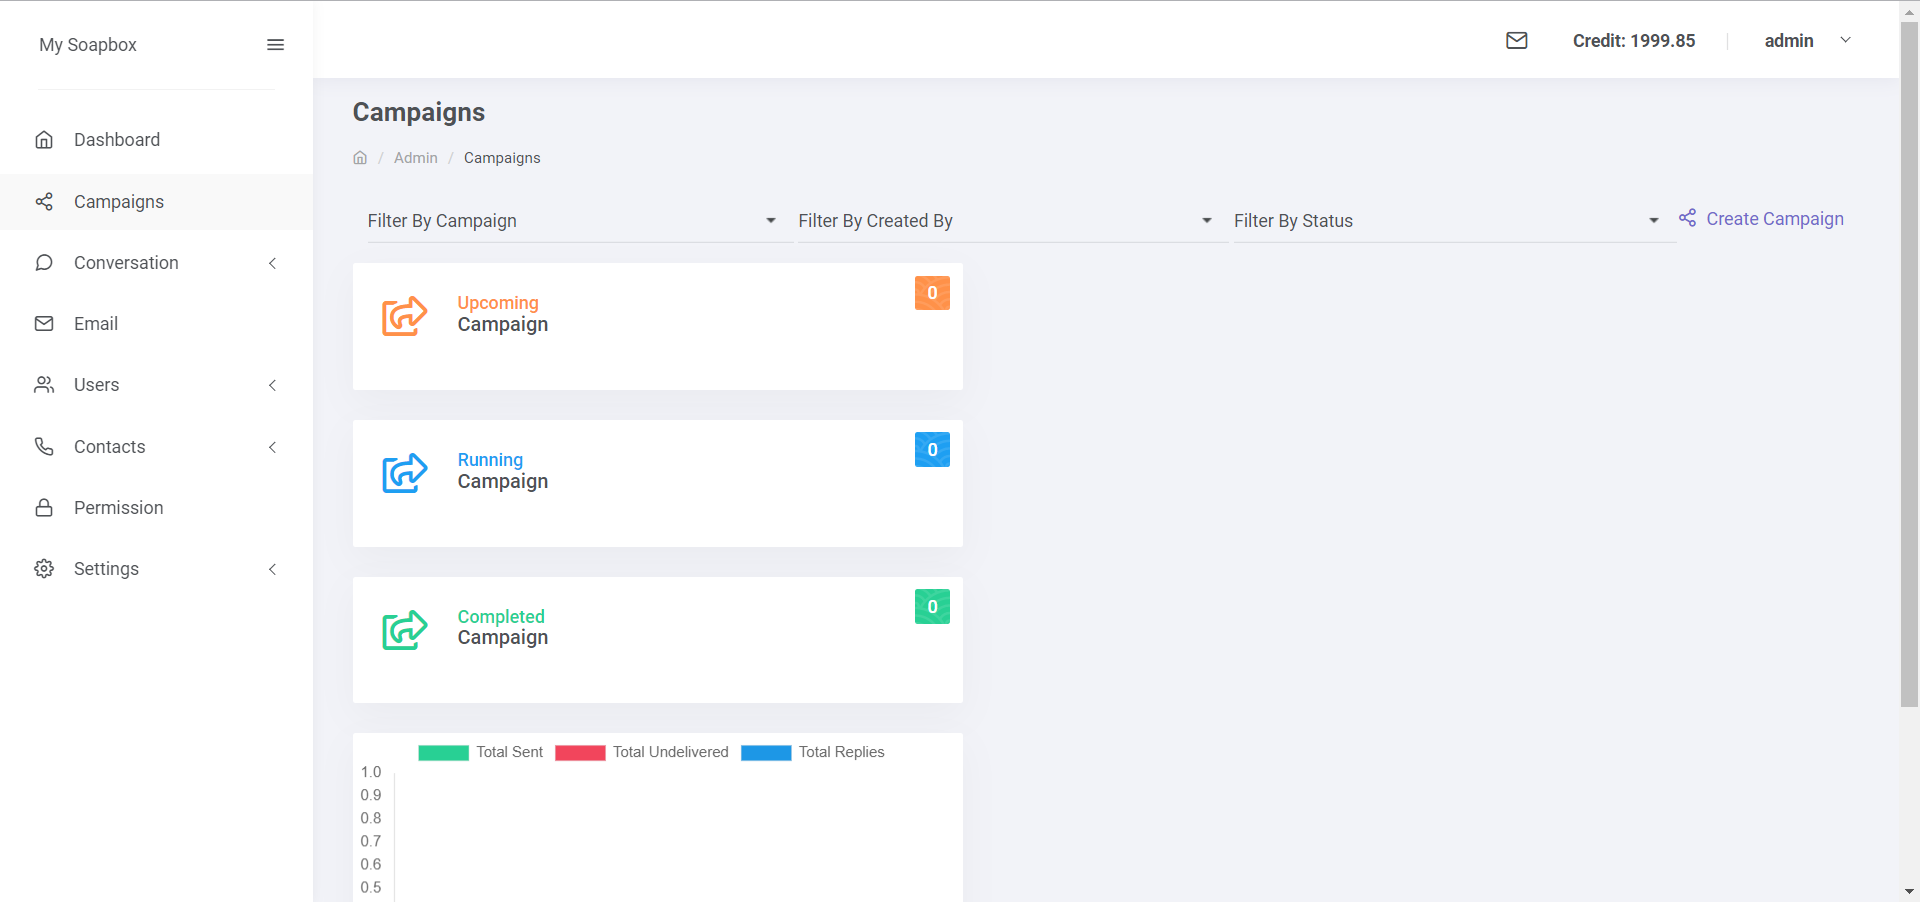 My Soapbox
Credit: 1999.85
admin
Dashboard
Campaigns
Conversation
Email
Users
Contacts
Permission
Settings
Campaigns
/ Admin / Campaigns
Filter By Campaign
Filter By Created By
Filter By Status
Create Campaign
Upcoming
Campaign
0
Running
Campaign
0
Completed
Campaign
0
Total Sent
Total Undelivered
Total Replies
1.0
0.9
0.8
0.7
0.6
0.5